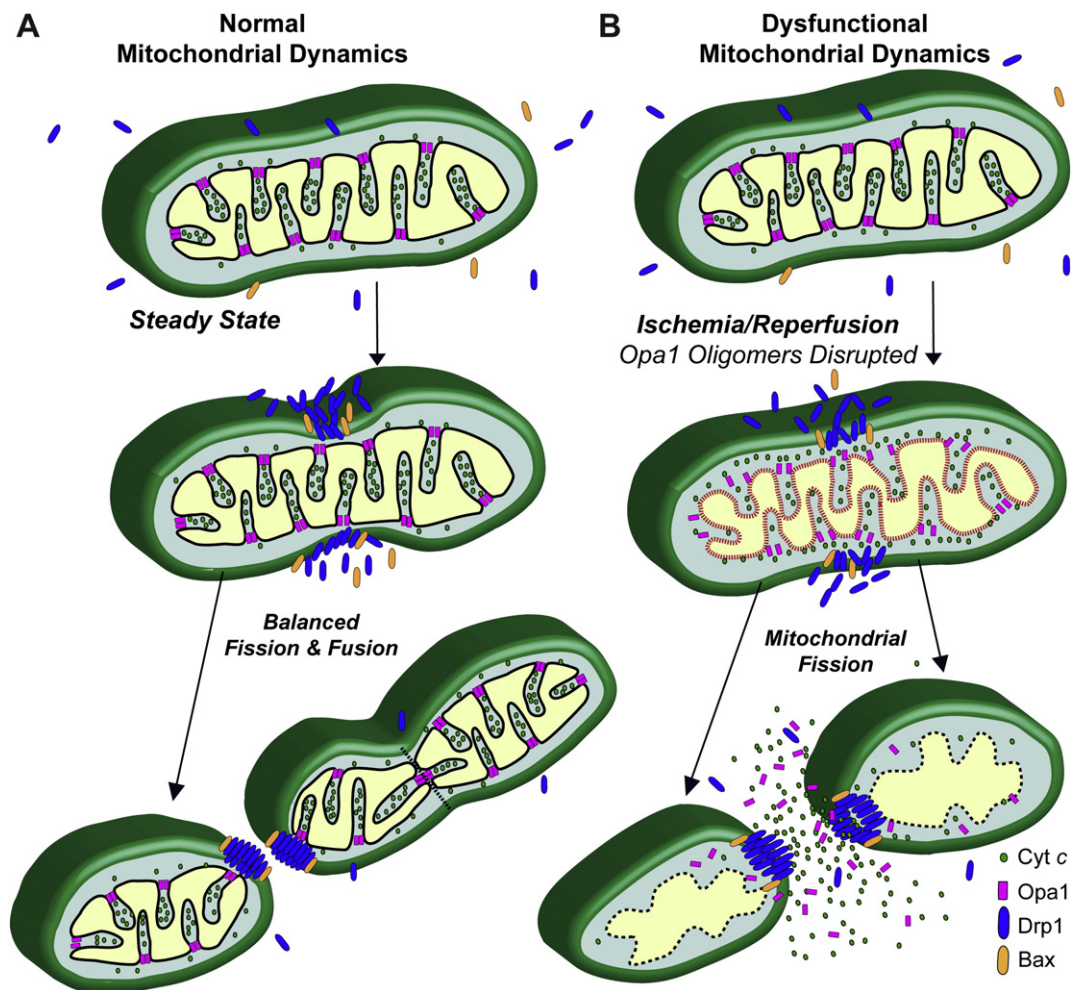 A
Normal
Mitochondrial Dynamics
B
Dysfunctional
Mitochondrial Dynamics
Steady State
Ischemia/Reperfusion
Opa1 Oligomers Disrupted
Balanced
Fission & Fusion
Mitochondrial
Fission
Cyt c
Opa1
Drp1
Bax